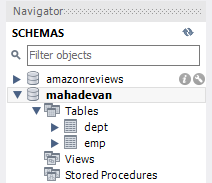 Navigator
SCHEMAS
Filter objects
amazonreviews
mahadevan
Tables
dept
emp
Views
Stored Procedures